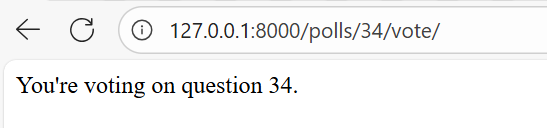 127.0.0.1:8000/polls/34/vote/
You're voting on question 34.